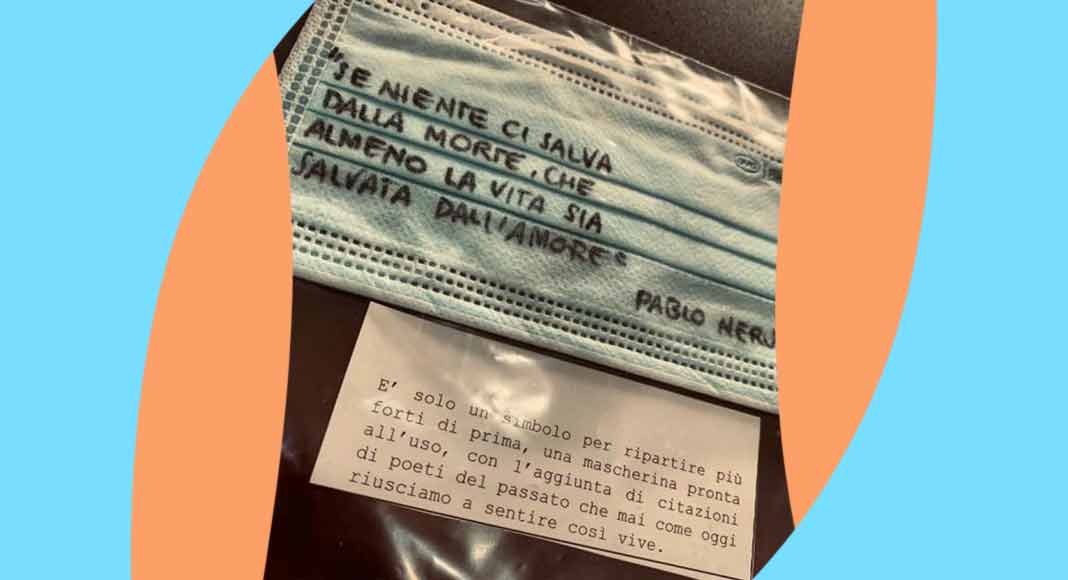 "SE NIENTE CI SALVA
DALLA MORTE, CHE
ALMENO LA VITA SIA
SALVATA DALL'AMORE"
PABLO NERU
E' solo un simbolo per ripartire più
forti di prima, una mascherina pronta
all'uso, con l'aggiunta di citazioni
di poeti del passato che mai come oggi
riusciamo a sentire così vive.